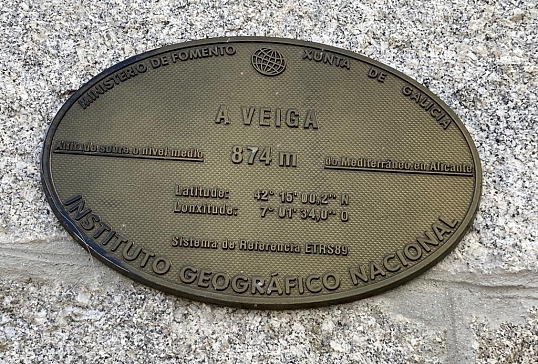 MINISTERIO DE FOMENTO XUNTA DE GALICIA
A VEIGA
Altitude sobre o nivel medio 874 m do Mediterráneo en Alicante
Latitude: 42° 15' 00,2'' N
Lonxitude: 7° 01' 34,0'' O
Sistema de Referencia ETRS89
INSTITUTO GEOGRÁFICO NACIONAL